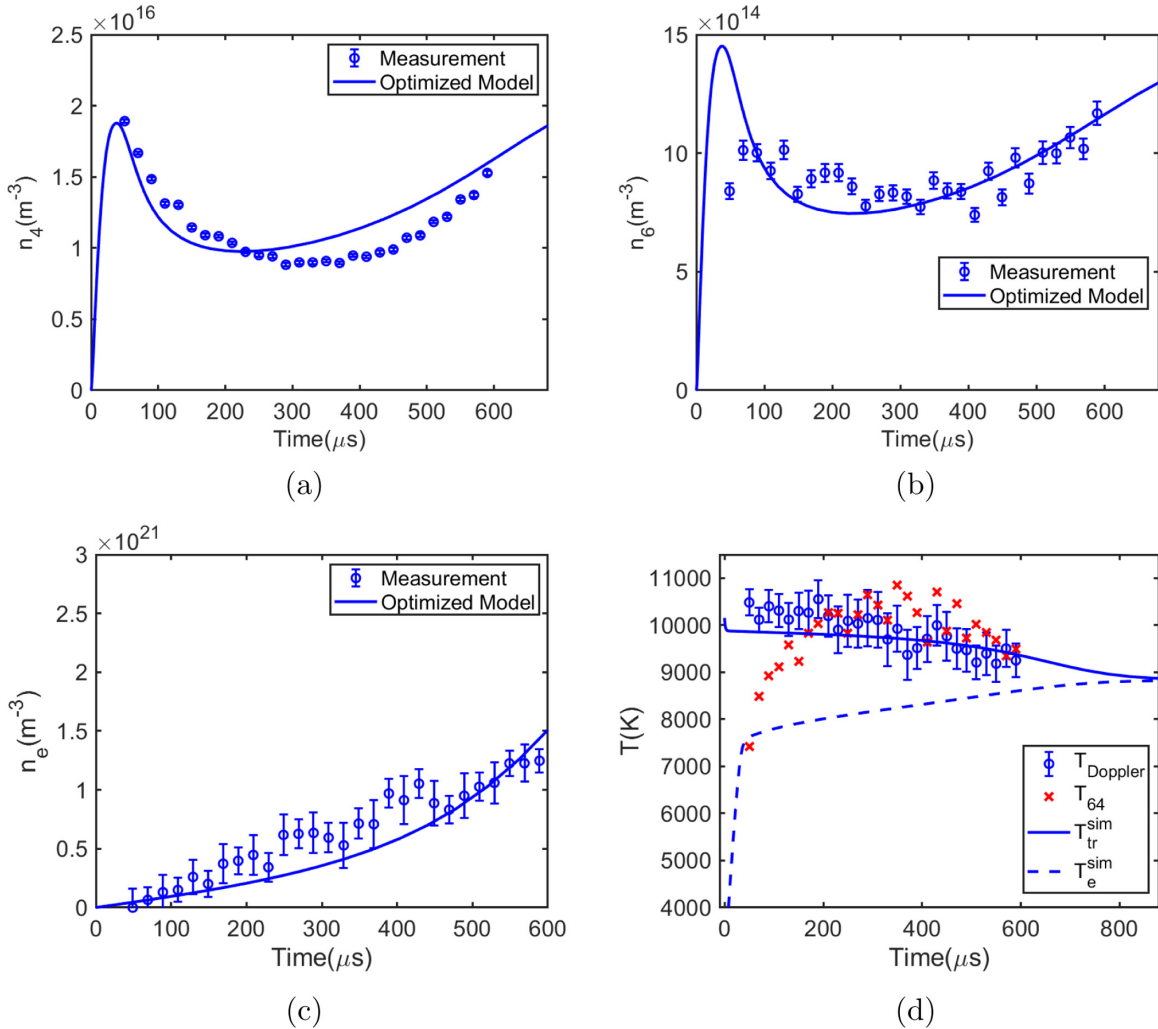 ×10^16
2.5
2
1.5
1
0.5
0
n_4(m^-3)
Measurement
Optimized Model
0 100 200 300 400 500 600
Time(μs)
(a)
×10^14
15
10
5
0
n_6(m^-3)
Measurement
Optimized Model
0 100 200 300 400 500 600
Time(μs)
(b)
×10^21
3
2.5
2
1.5
1
0.5
0
n_e(m^-3)
Measurement
Optimized Model
0 100 200 300 400 500 600
Time(μs)
(c)
11000
10000
9000
8000
7000
6000
5000
4000
T(K)
T_Doppler
T_64
T_tr^sim
T_e^sim
0 200 400 600 800
Time(μs)
(d)